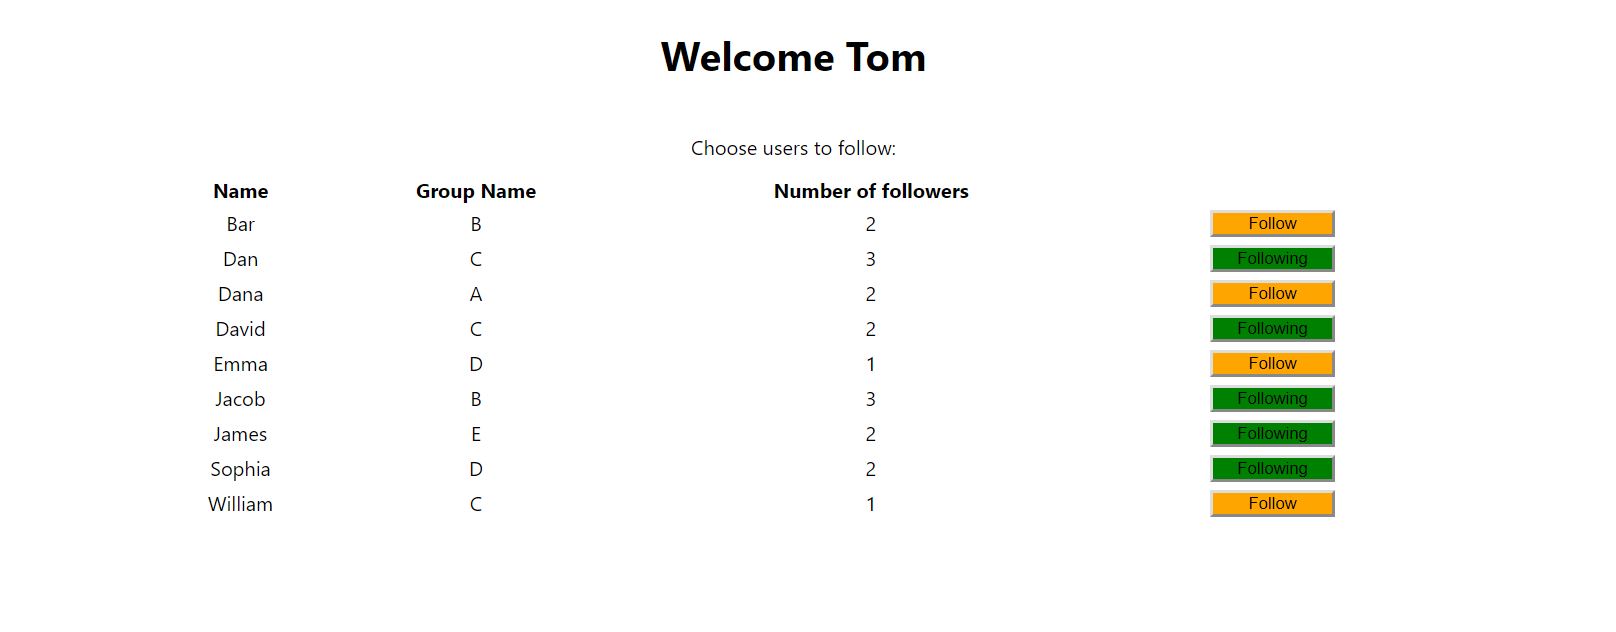 Welcome Tom
Choose users to follow:
Name Group Name Number of followers
Bar B 2 Follow
Dan C 3 Following
Dana A 2 Follow
David C 2 Following
Emma D 1 Follow
Jacob B 3 Following
James E 2 Following
Sophia D 2 Following
William C 1 Follow